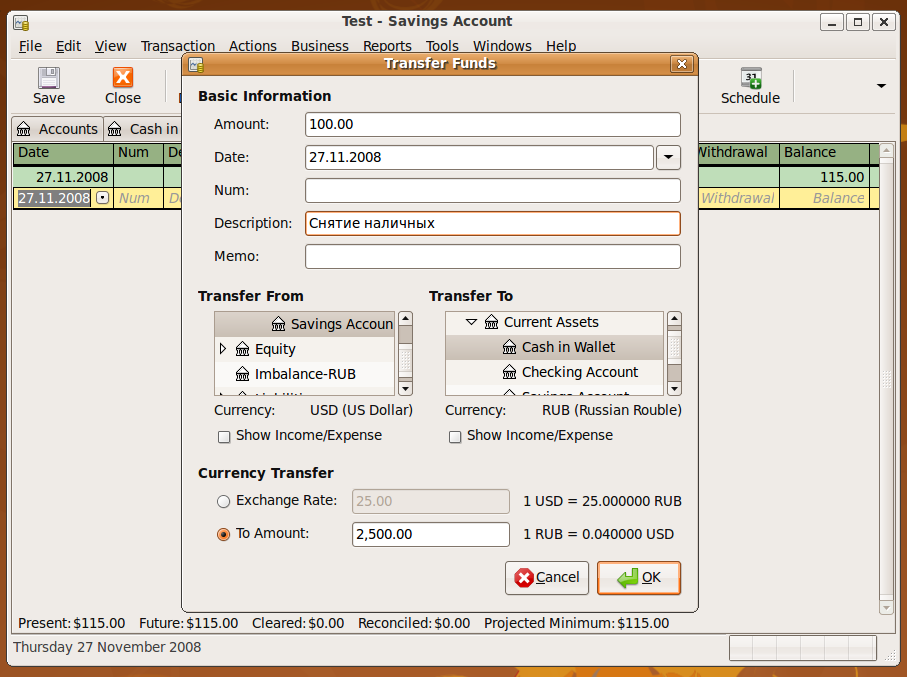 Test - Savings Account
File Edit View Transaction Actions Business Reports Tools Windows Help
Save Close Schedule
Transfer Funds
Accounts Cash in
Date Num Withdrawal Balance
27.11.2008 115.00
27.11.2008 Num Withdrawal Balance
Basic Information
Amount: 100.00
Date: 27.11.2008
Num:
Description: Снятие наличных
Memo:
Transfer From Transfer To
Savings Accoun Current Assets
Equity Cash in Wallet
Imbalance-RUB Checking Account
Savings Account
Currency: USD (US Dollar) Currency: RUB (Russian Rouble)
Show Income/Expense Show Income/Expense
Currency Transfer
Exchange Rate: 25.00 1 USD = 25.000000 RUB
To Amount: 2,500.00 1 RUB = 0.040000 USD
Cancel OK
Present: $115.00 Future: $115.00 Cleared: $0.00 Reconciled: $0.00 Projected Minimum: $115.00
Thursday 27 November 2008